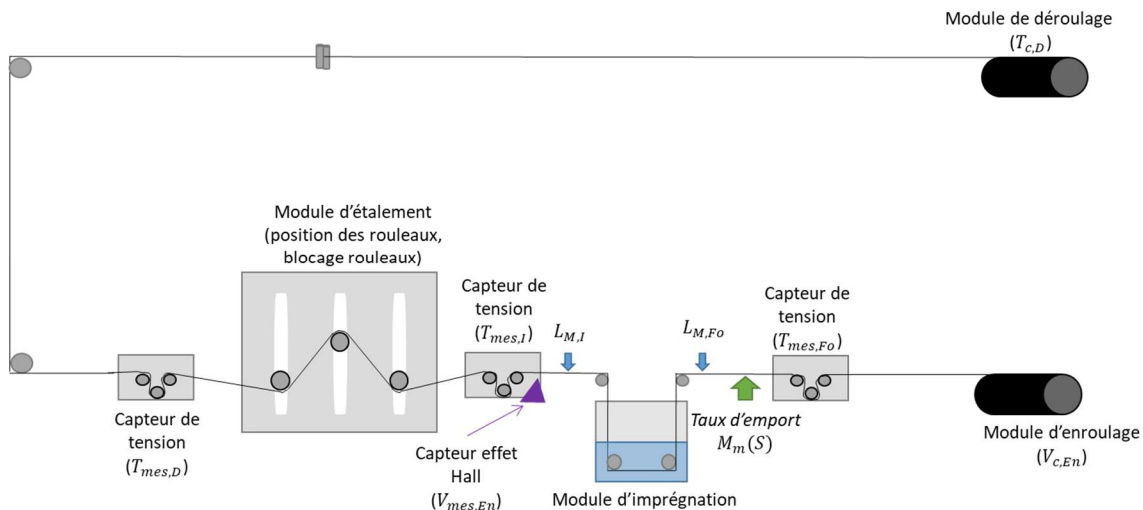 Module de déroulage
(T_{c,D})
Module d'étalement
(position des rouleaux,
blocage rouleaux)
Capteur de
tension
(T_{mes,I})
L_{M,I}
L_{M,Fo}
Capteur de
tension
(T_{mes,Fo})
Capteur de
tension
(T_{mes,D})
Capteur effet
Hall
(V_{mes,En})
Module d'imprégnation
Taux d'emport
M_m(S)
Module d'enroulage
(V_{c,En})